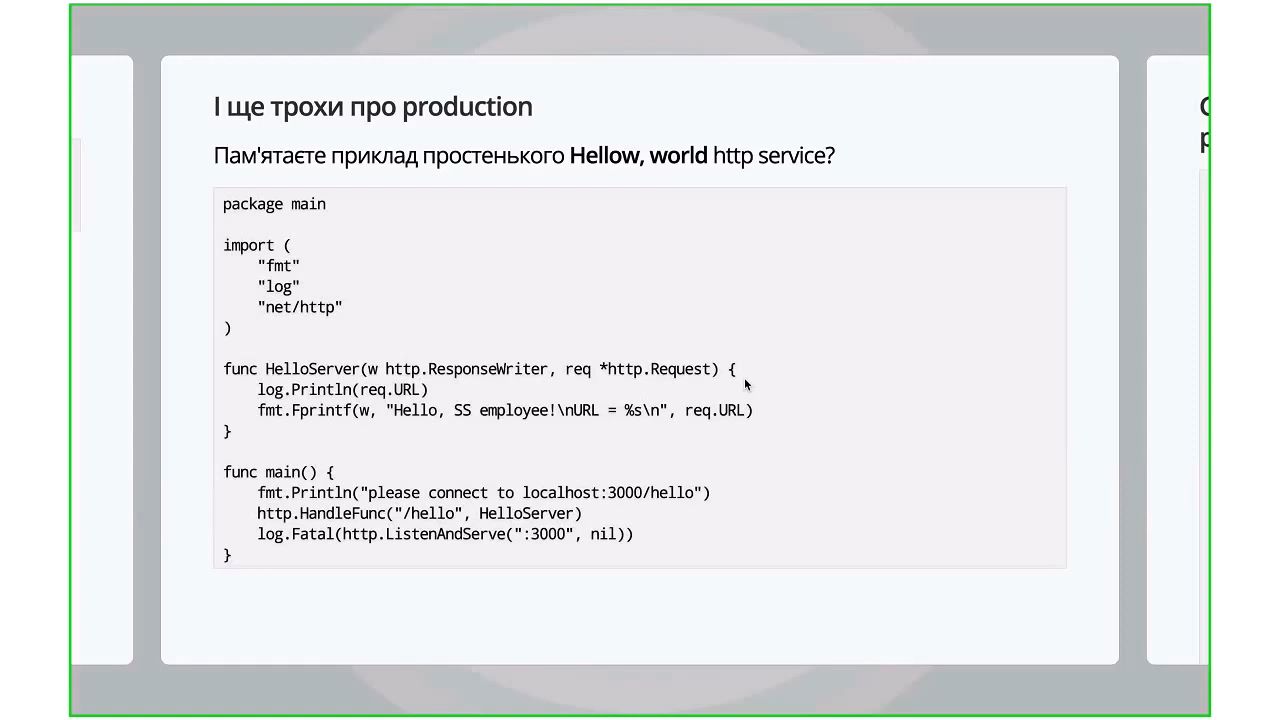 І ще трохи про production
Пам'ятаєте приклад простенького Hellow, world http service?
package main
import (
    "fmt"
    "log"
    "net/http"
)
func HelloServer(w http.ResponseWriter, req *http.Request) {
    log.Println(req.URL)
    fmt.Fprintf(w, "Hello, SS employee!\nURL = %s\n", req.URL)
}
func main() {
    fmt.Println("please connect to localhost:3000/hello")
    http.HandleFunc("/hello", HelloServer)
    log.Fatal(http.ListenAndServe(":3000", nil))
}